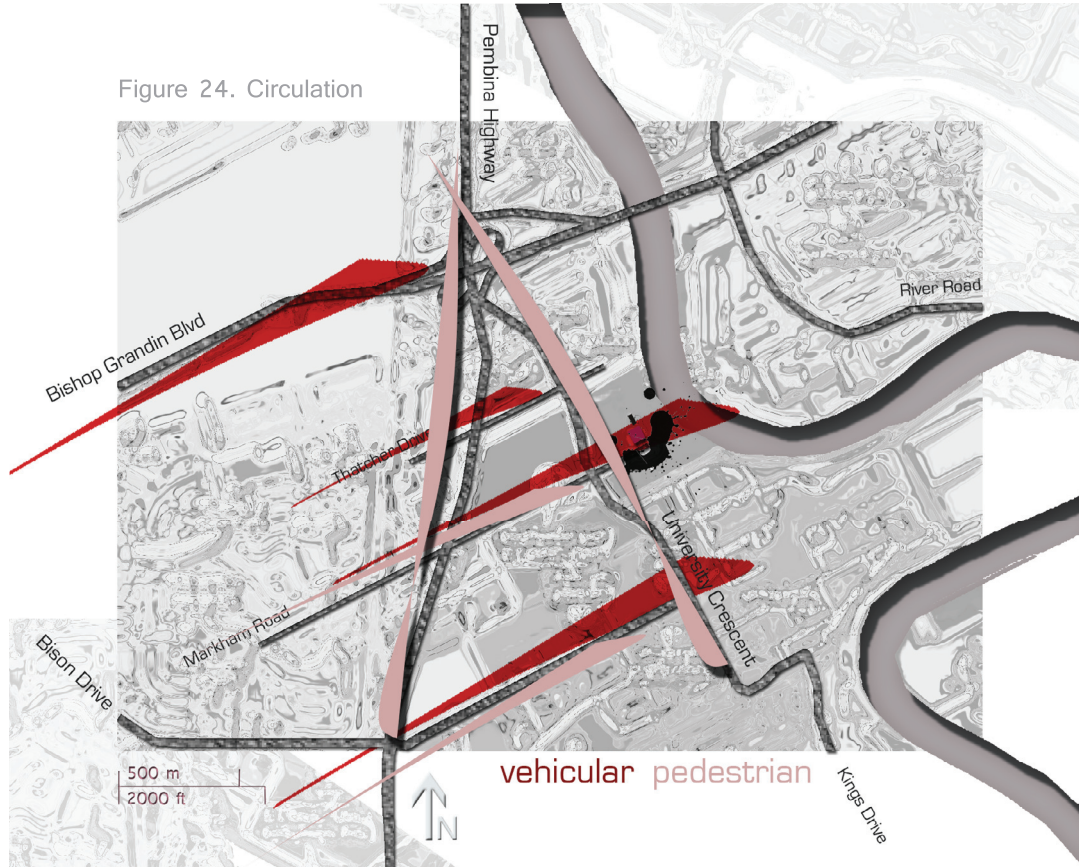 Figure 24. Circulation
Pembina Highway
River Road
Bishop Grandin Blvd
Thatcher Drive
University Crescent
Markham Road
Bison Drive
500 m
2000 ft
vehicular pedestrian
N
Kings Drive